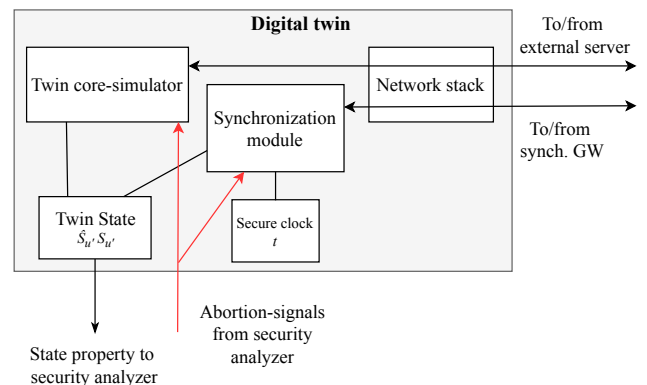 Digital twin
To/from
external server
Twin core-simulator
Network stack
Synchronization
module
To/from
synch. GW
Twin State
Ŝu' Su'
Secure clock
t
Abortion-signals
from security
analyzer
State property to
security analyzer